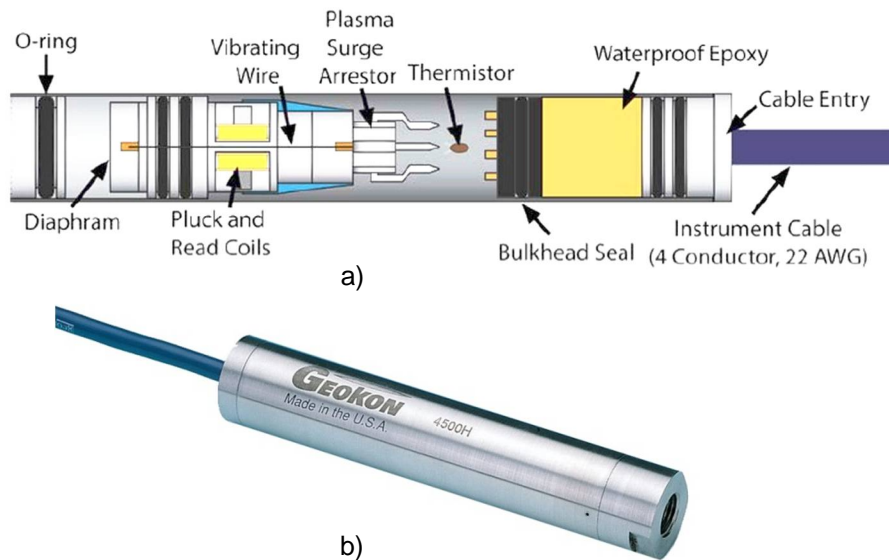 O-ring
Vibrating
Wire
Plasma
Surge
Arrestor
Thermistor
Waterproof Epoxy
Cable Entry
Diaphram
Pluck and
Read Coils
Bulkhead Seal
Instrument Cable
(4 Conductor, 22 AWG)
a)
GEOKON
Made in the U.S.A.
4500H
b)